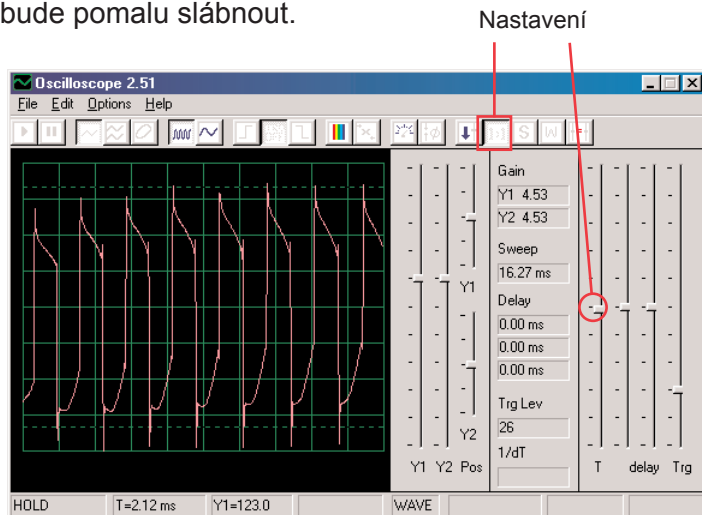 bude pomalu slábnout.
Nastavení
Oscilloscope 2.51
File Edit Options Help
1:1 S W
Gain
Y1 4.53
Y2 4.53
Sweep
16.27 ms
Y1
Delay
0.00 ms
0.00 ms
0.00 ms
Trg Lev
26
Y2
1/dT
Y1 Y2 Pos
T delay Trg
HOLD T=2.12 ms Y1=123.0 WAVE